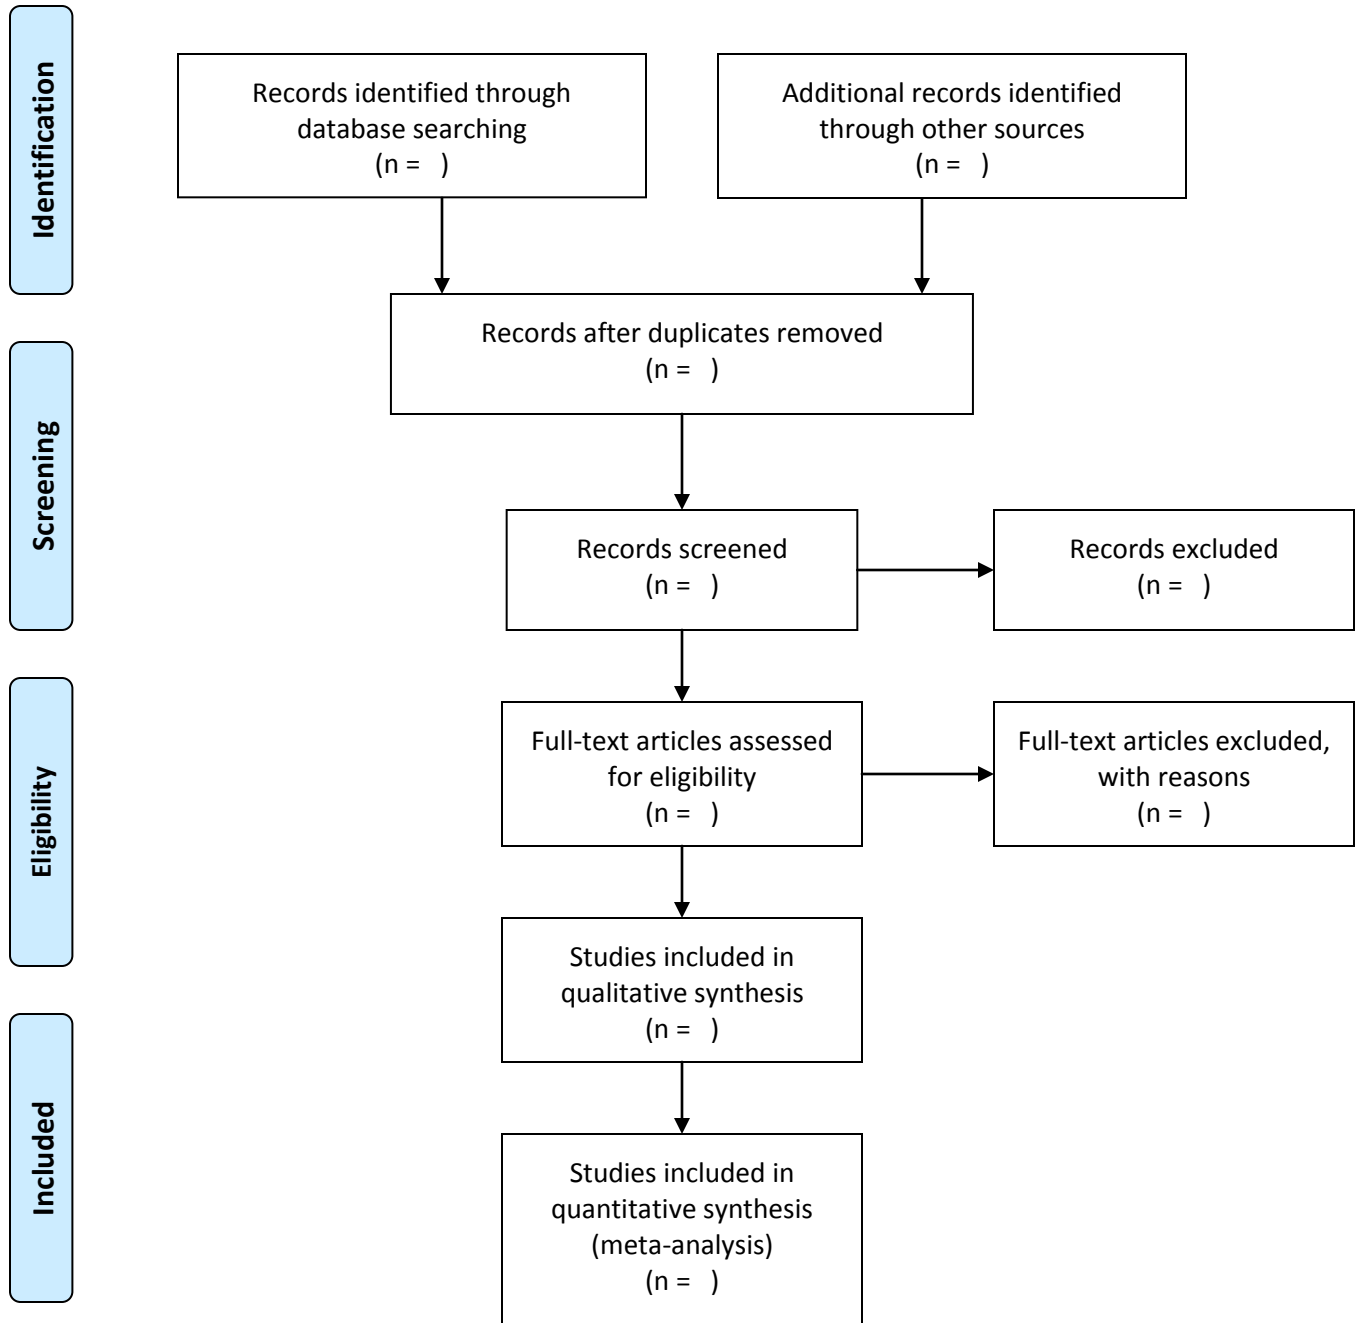 Identification
Records identified through
database searching
(n =   )
Additional records identified
through other sources
(n =   )
Records after duplicates removed
(n =   )
Screening
Records screened
(n =   )
Records excluded
(n =   )
Eligibility
Full-text articles assessed
for eligibility
(n =   )
Full-text articles excluded,
with reasons
(n =   )
Studies included in
qualitative synthesis
(n =   )
Included
Studies included in
quantitative synthesis
(meta-analysis)
(n =   )